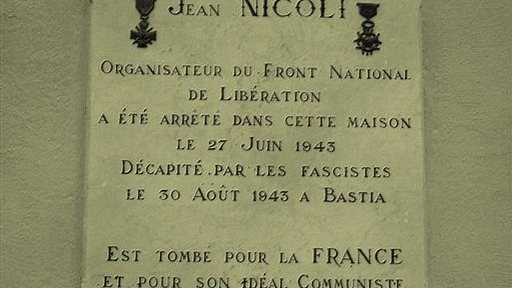 Jean NICOLI
Organisateur du Front National
de Libération
a été arrêté dans cette maison
le 27 Juin 1943
Décapité par les fascistes
le 30 Août 1943 a Bastia
Est tombé pour la FRANCE
et pour son idéal Communiste